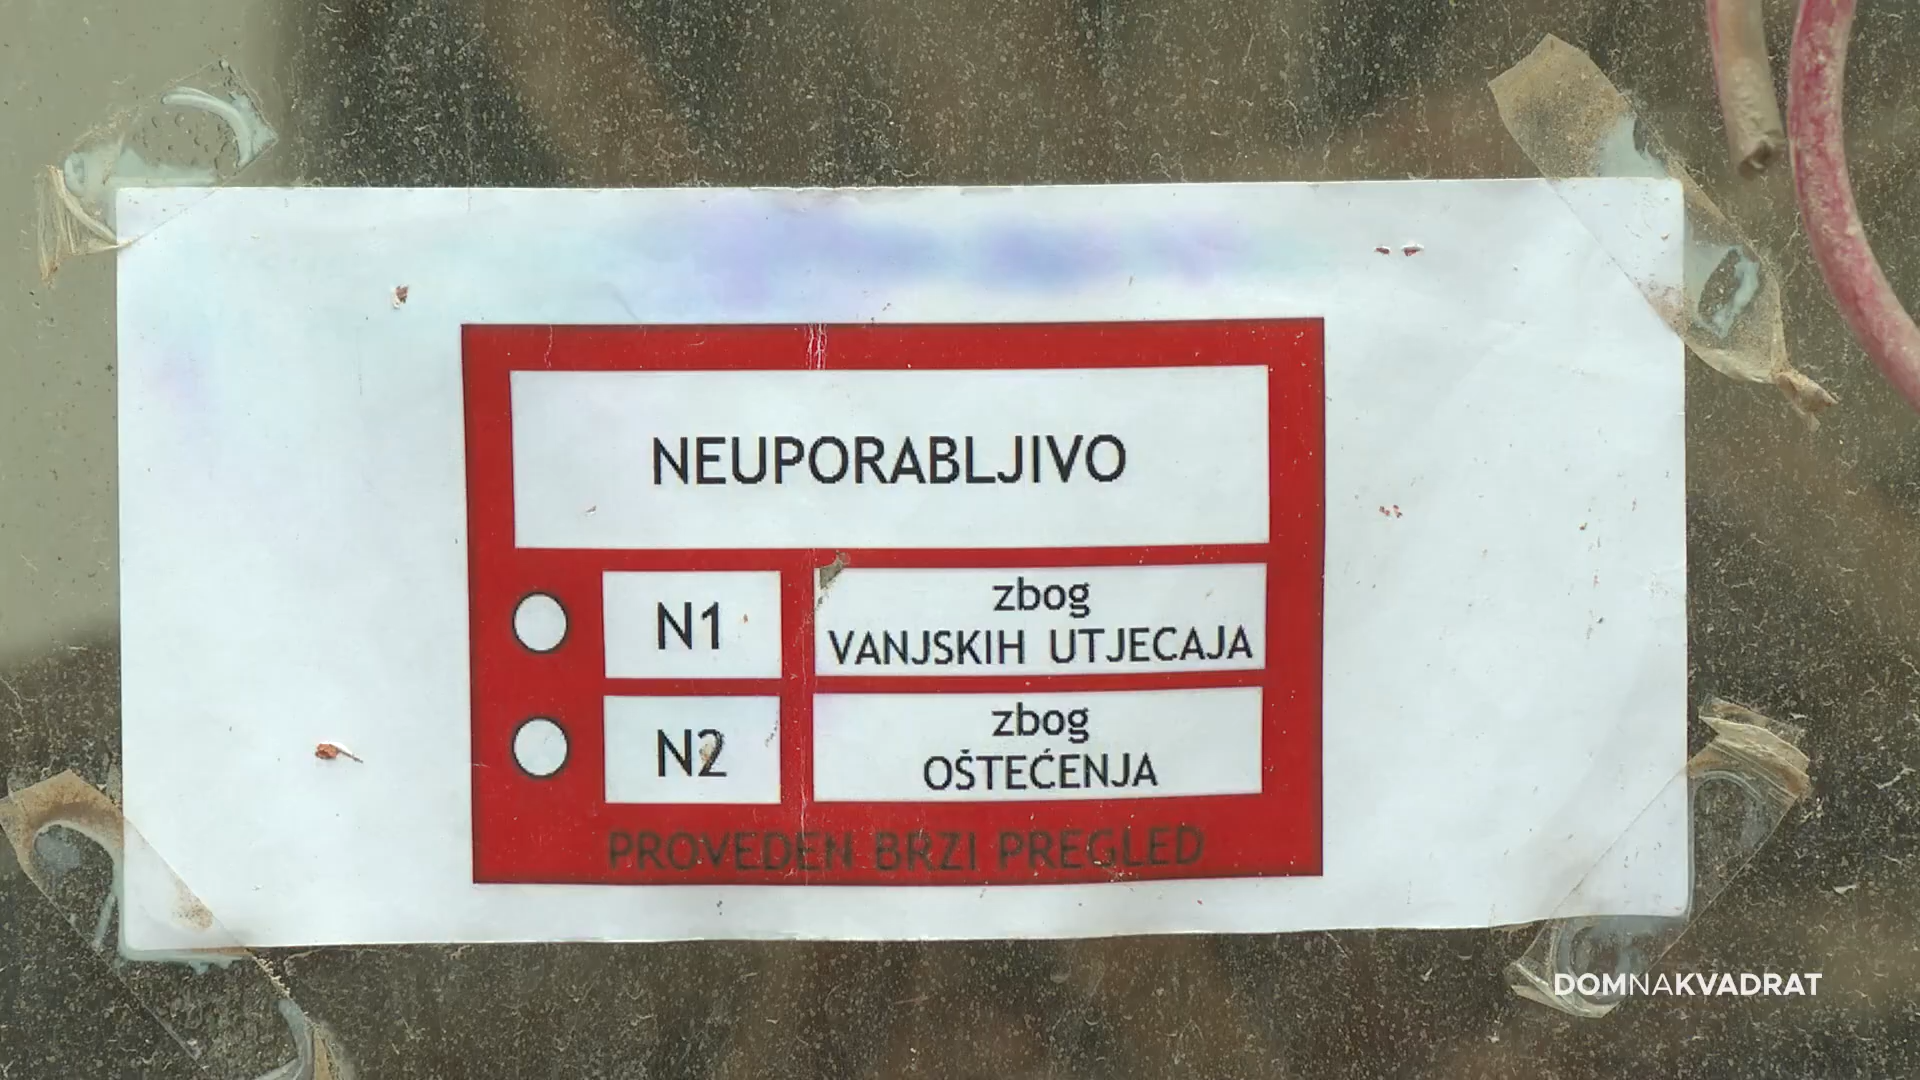 NEUPORABLJIVO
N1
zbog
VANJSKIH UTJECAJA
N2
zbog
OŠTEĆENJA
PROVEDEN BRZI PREGLED
DOMNAKVADRAT